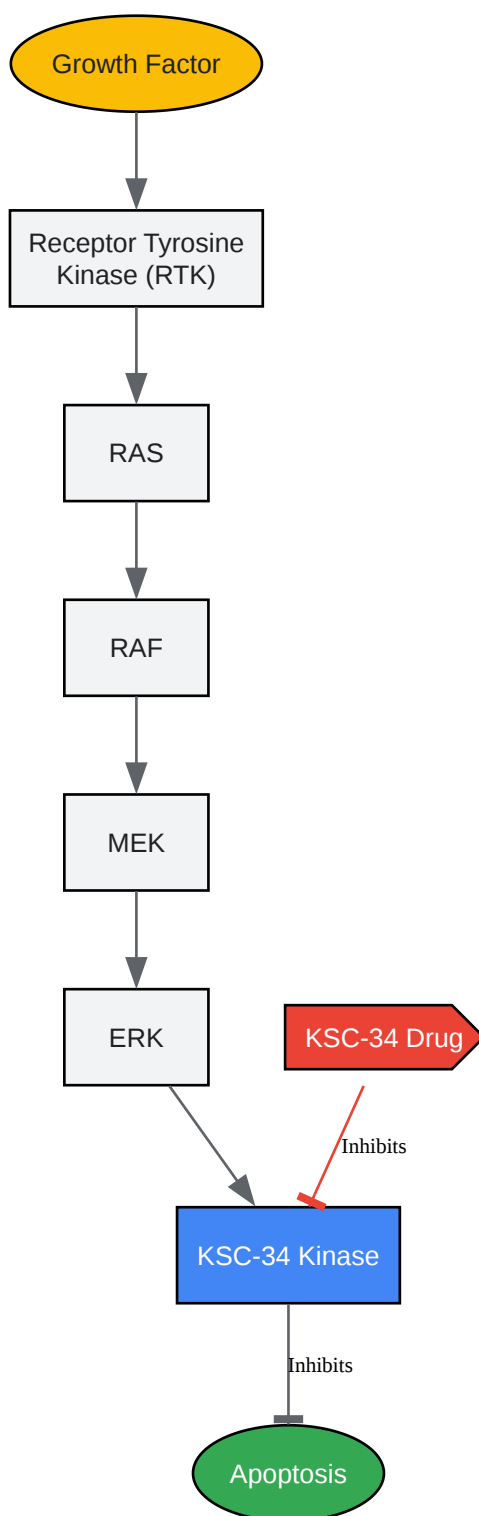 Growth Factor
Receptor Tyrosine
Kinase (RTK)
RAS
RAF
MEK
ERK
KSC-34 Drug
Inhibits
KSC-34 Kinase
Inhibits
Apoptosis